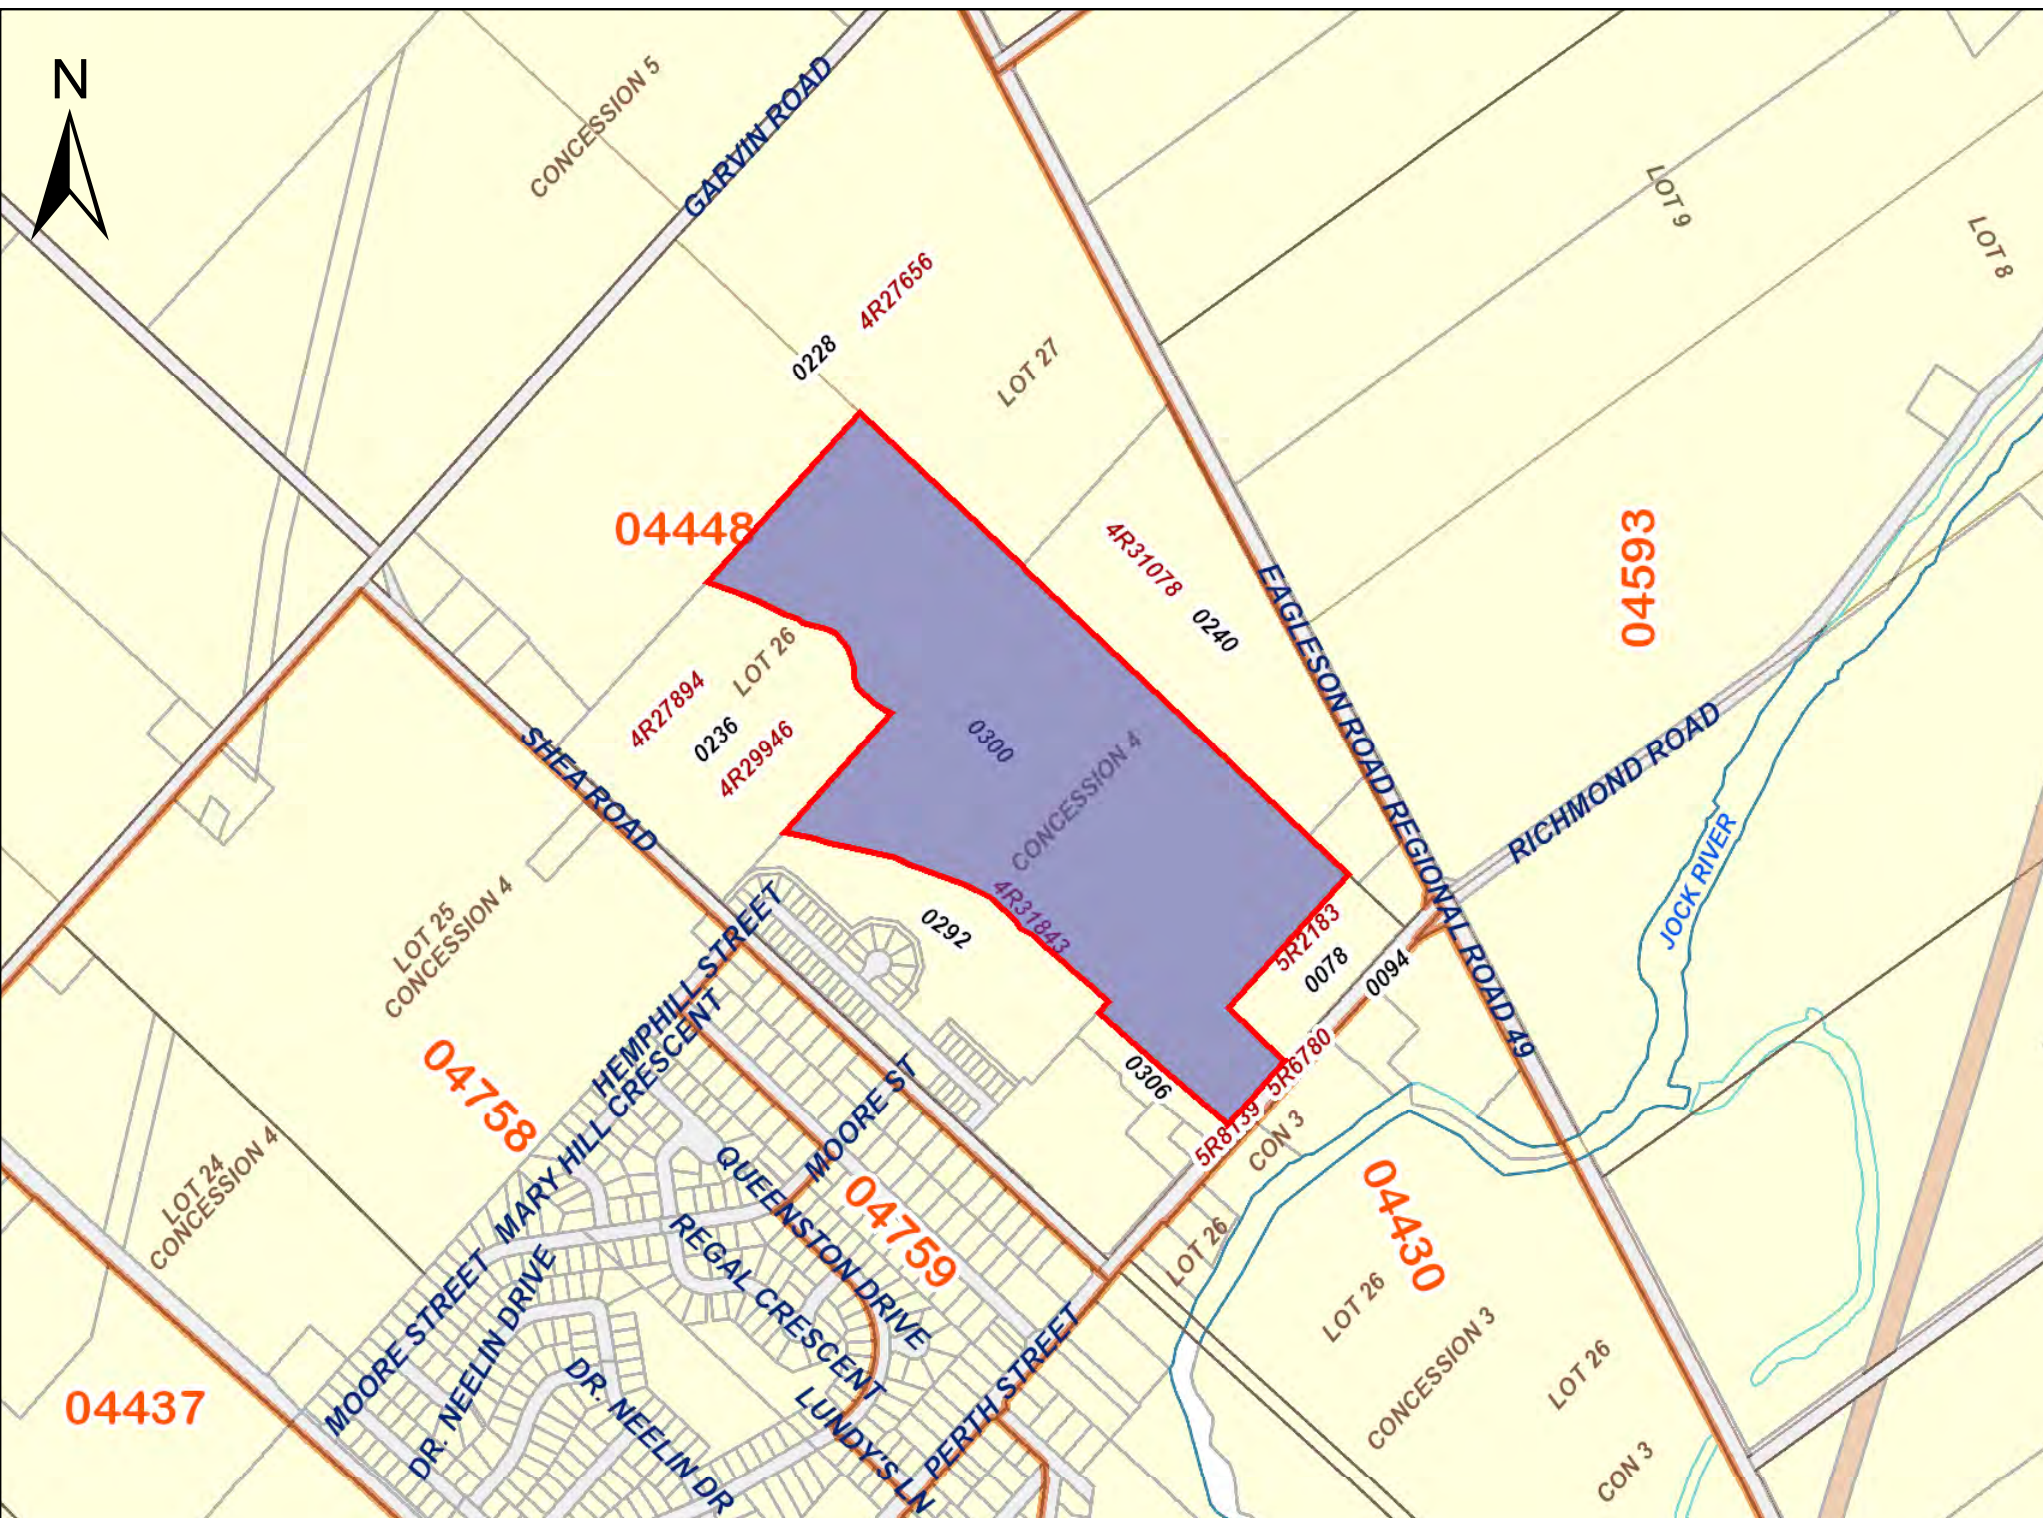 N
CONCESSION 5
GARVIN ROAD
LOT 9
LOT 8
4R27656
0228
LOT 27
04448
4R31078
0240
04593
LOT 26
4R27894
0236
4R29946
0300
CONCESSION 4
EAGLESON ROAD REGIONAL ROAD 49
RICHMOND ROAD
SHEA ROAD
JOCK RIVER
4R31843
0292
5R2183
0078
0094
LOT 25
CONCESSION 4
HEMPHILL STREET
MARY HILL CRESCENT
04758
MOORE ST
0306
5R6780
5R8139
CON 3
LOT 24
CONCESSION 4
QUEENSTON DRIVE
04759
REGAL CRESCENT
04430
LOT 26
LOT 26
CONCESSION 3
LOT 26
CON 3
MOORE STREET
DR. NEELIN DRIVE
DR. NEELIN DR
LUNDY'S LN
PERTH STREET
04437